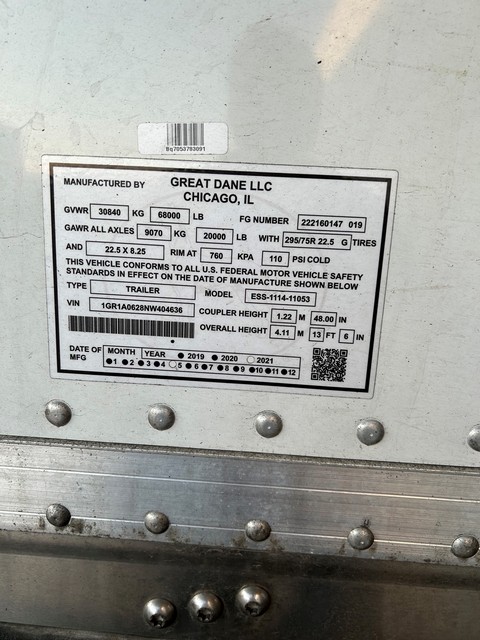 Bq7053783091
MANUFACTURED BY GREAT DANE LLC
CHICAGO, IL
GVWR 30840 KG 68000 LB FG NUMBER 222160147 019
GAWR ALL AXLES 9070 KG 20000 LB WITH 295/75R 22.5 G TIRES
AND 22.5 X 8.25 RIM AT 760 KPA 110 PSI COLD
THIS VEHICLE CONFORMS TO ALL U.S. FEDERAL MOTOR VEHICLE SAFETY
STANDARDS IN EFFECT ON THE DATE OF MANUFACTURE SHOWN BELOW
TYPE TRAILER MODEL ESS-1114-11053
VIN 1GR1A0628NW404636 COUPLER HEIGHT 1.22 M 48.00 IN
OVERALL HEIGHT 4.11 M 13 FT 6 IN
DATE OF MFG MONTH YEAR ● 2019 ● 2020 ○ 2021
●1 ●2 ●3 ●4 ○5 ●6 ●7 ●8 ●9 ●10 ●11 ●12